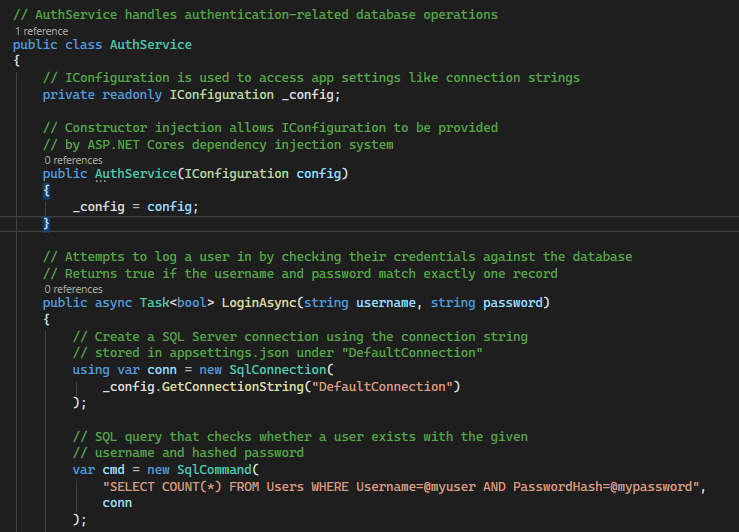 // AuthService handles authentication-related database operations
1 reference
public class AuthService
{
// IConfiguration is used to access app settings like connection strings
private readonly IConfiguration _config;
// Constructor injection allows IConfiguration to be provided
// by ASP.NET Cores dependency injection system
0 references
public AuthService(IConfiguration config)
{
_config = config;
}
// Attempts to log a user in by checking their credentials against the database
// Returns true if the username and password match exactly one record
0 references
public async Task<bool> LoginAsync(string username, string password)
{
// Create a SQL Server connection using the connection string
// stored in appsettings.json under "DefaultConnection"
using var conn = new SqlConnection(
_config.GetConnectionString("DefaultConnection")
);
// SQL query that checks whether a user exists with the given
// username and hashed password
var cmd = new SqlCommand(
"SELECT COUNT(*) FROM Users WHERE Username=@myuser AND PasswordHash=@mypassword",
conn
);